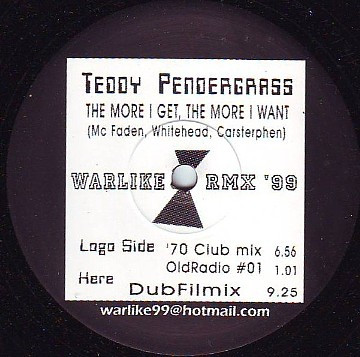 TEDDY PENDERGRASS
THE MORE I GET, THE MORE I WANT
(Mc Faden, Whitehead, Carsterphen)
WARLIKE RMX '99
Logo Side '70 Club mix 6.56
OldRadio #01 1.01
Here DubFilmix 9.25
warlike99@hotmail.com